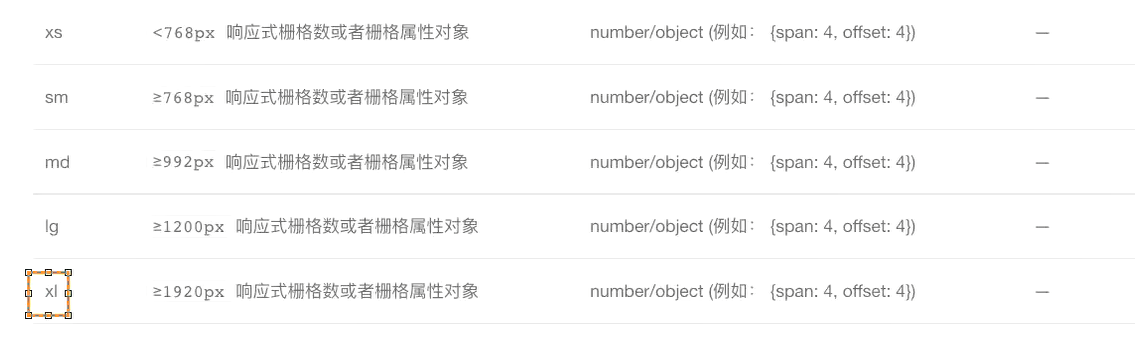 xs <768px 响应式栅格数或者栅格属性对象 number/object (例如： {span: 4, offset: 4}) —
sm ≥768px 响应式栅格数或者栅格属性对象 number/object (例如： {span: 4, offset: 4}) —
md ≥992px 响应式栅格数或者栅格属性对象 number/object (例如： {span: 4, offset: 4}) —
lg ≥1200px 响应式栅格数或者栅格属性对象 number/object (例如： {span: 4, offset: 4}) —
xl ≥1920px 响应式栅格数或者栅格属性对象 number/object (例如： {span: 4, offset: 4}) —